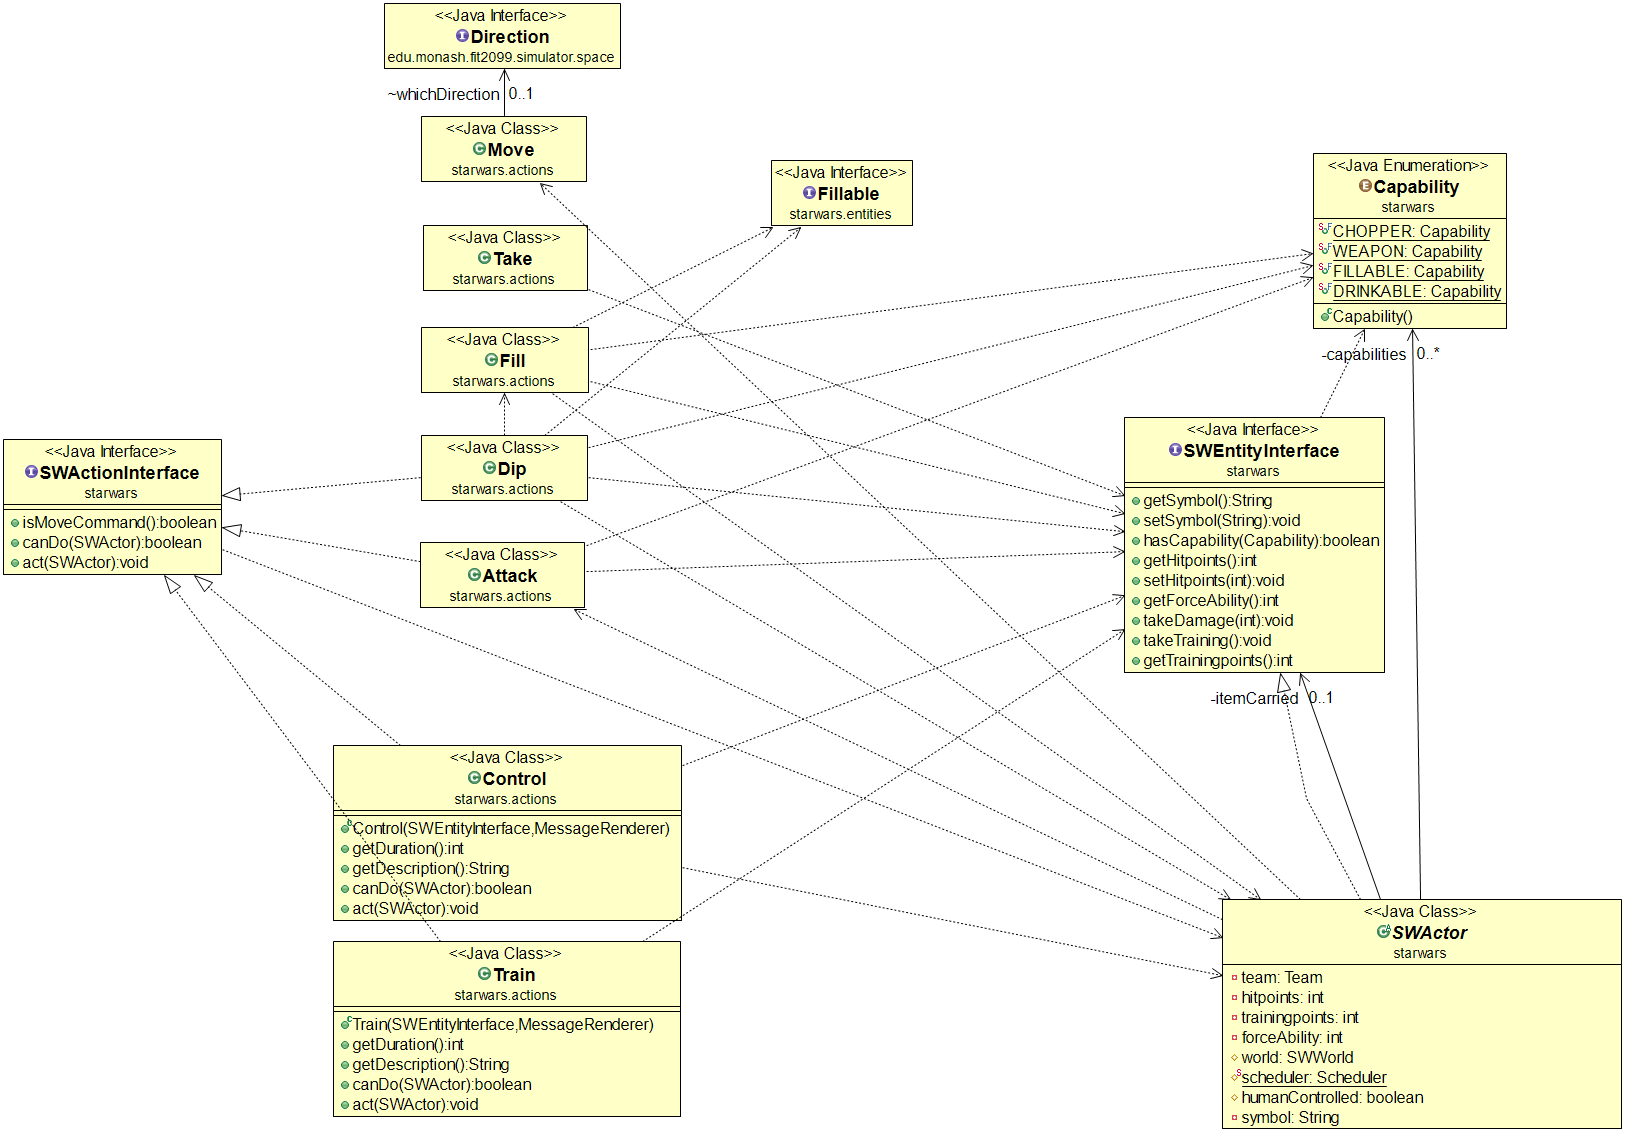 <<Java Interface>>
Direction
edu.monash.fit2099.simulator.space
~whichDirection 0..1
<<Java Class>>
Move
starwars.actions
<<Java Interface>>
Fillable
starwars.entities
<<Java Enumeration>>
Capability
starwars
CHOPPER: Capability
WEAPON: Capability
FILLABLE: Capability
DRINKABLE: Capability
Capability()
-capabilities 0..*
<<Java Class>>
Take
starwars.actions
<<Java Class>>
Fill
starwars.actions
<<Java Class>>
Dip
starwars.actions
<<Java Interface>>
SWActionInterface
starwars
isMoveCommand():boolean
canDo(SWActor):boolean
act(SWActor):void
<<Java Class>>
Attack
starwars.actions
<<Java Interface>>
SWEntityInterface
starwars
getSymbol():String
setSymbol(String):void
hasCapability(Capability):boolean
getHitpoints():int
setHitpoints(int):void
getForceAbility():int
takeDamage(int):void
takeTraining():void
getTrainingpoints():int
-itemCarried 0..1
<<Java Class>>
Control
starwars.actions
Control(SWEntityInterface,MessageRenderer)
getDuration():int
getDescription():String
canDo(SWActor):boolean
act(SWActor):void
<<Java Class>>
Train
starwars.actions
Train(SWEntityInterface,MessageRenderer)
getDuration():int
getDescription():String
canDo(SWActor):boolean
act(SWActor):void
<<Java Class>>
SWActor
starwars
team: Team
hitpoints: int
trainingpoints: int
forceAbility: int
world: SWWorld
scheduler: Scheduler
humanControlled: boolean
symbol: String